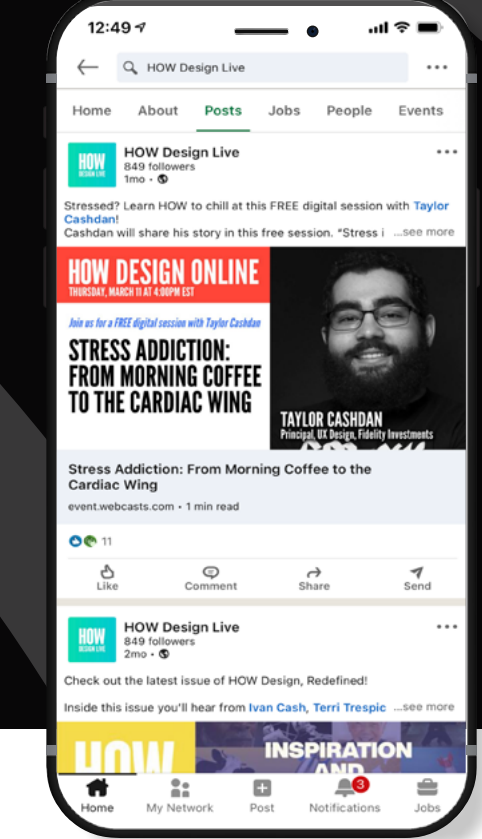 12:49
HOW Design Live
Home About Posts Jobs People Events
HOW
DESIGN LIVE
HOW Design Live
849 followers
1mo •
Stressed? Learn HOW to chill at this FREE digital session with Taylor
Cashdan!
Cashdan will share his story in this free session. "Stress i ...see more
HOW DESIGN ONLINE
THURSDAY, MARCH 11 AT 4:00PM EST
Join us for a FREE digital session with Taylor Cashdan
STRESS ADDICTION:
FROM MORNING COFFEE
TO THE CARDIAC WING
TAYLOR CASHDAN
Principal, UX Design, Fidelity Investments
Stress Addiction: From Morning Coffee to the
Cardiac Wing
event.webcasts.com • 1 min read
11
Like Comment Share Send
HOW
DESIGN LIVE
HOW Design Live
849 followers
2mo •
Check out the latest issue of HOW Design, Redefined!
Inside this issue you'll hear from Ivan Cash, Terri Trespic ...see more
HOW
INSPIRATION
AND
3
Home My Network Post Notifications Jobs